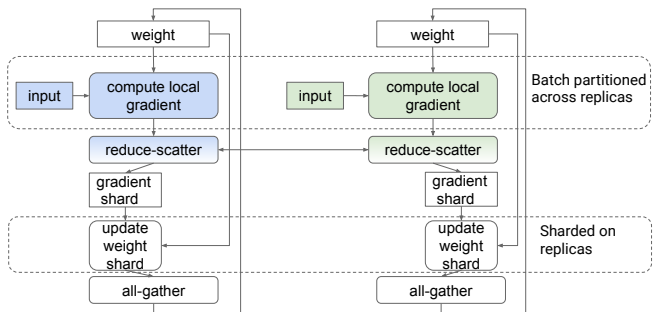 weight
weight
input
compute local
gradient
input
compute local
gradient
Batch partitioned
across replicas
reduce-scatter
reduce-scatter
gradient
shard
gradient
shard
update
weight
shard
update
weight
shard
Sharded on
replicas
all-gather
all-gather